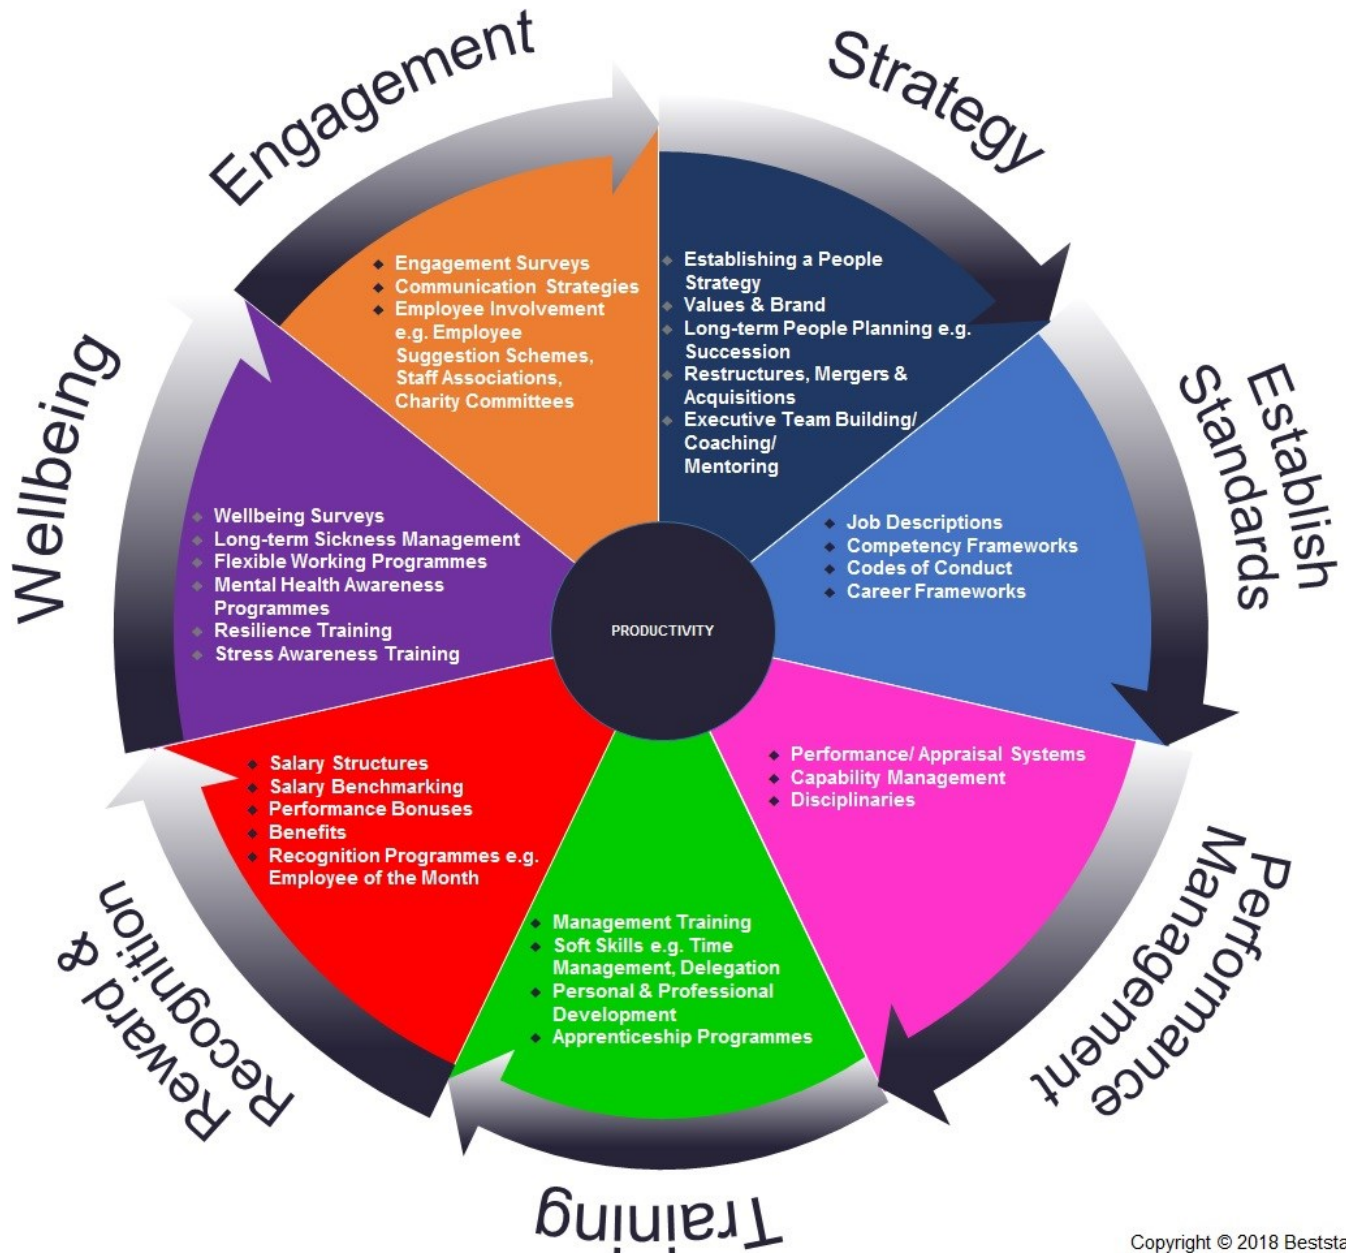 Engagement
Strategy
Establish
Standards
Performance
Management
Training
Reward &
Recognition
Wellbeing
Engagement Surveys
Communication Strategies
Employee Involvement
e.g. Employee
Suggestion Schemes,
Staff Associations,
Charity Committees
Establishing a People
Strategy
Values & Brand
Long-term People Planning e.g.
Succession
Restructures, Mergers &
Acquisitions
Executive Team Building/
Coaching/
Mentoring
Job Descriptions
Competency Frameworks
Codes of Conduct
Career Frameworks
Performance/ Appraisal Systems
Capability Management
Disciplinaries
Management Training
Soft Skills e.g. Time
Management, Delegation
Personal & Professional
Development
Apprenticeship Programmes
Salary Structures
Salary Benchmarking
Performance Bonuses
Benefits
Recognition Programmes e.g.
Employee of the Month
Wellbeing Surveys
Long-term Sickness Management
Flexible Working Programmes
Mental Health Awareness
Programmes
Resilience Training
Stress Awareness Training
PRODUCTIVITY
Copyright © 2018 Beststa